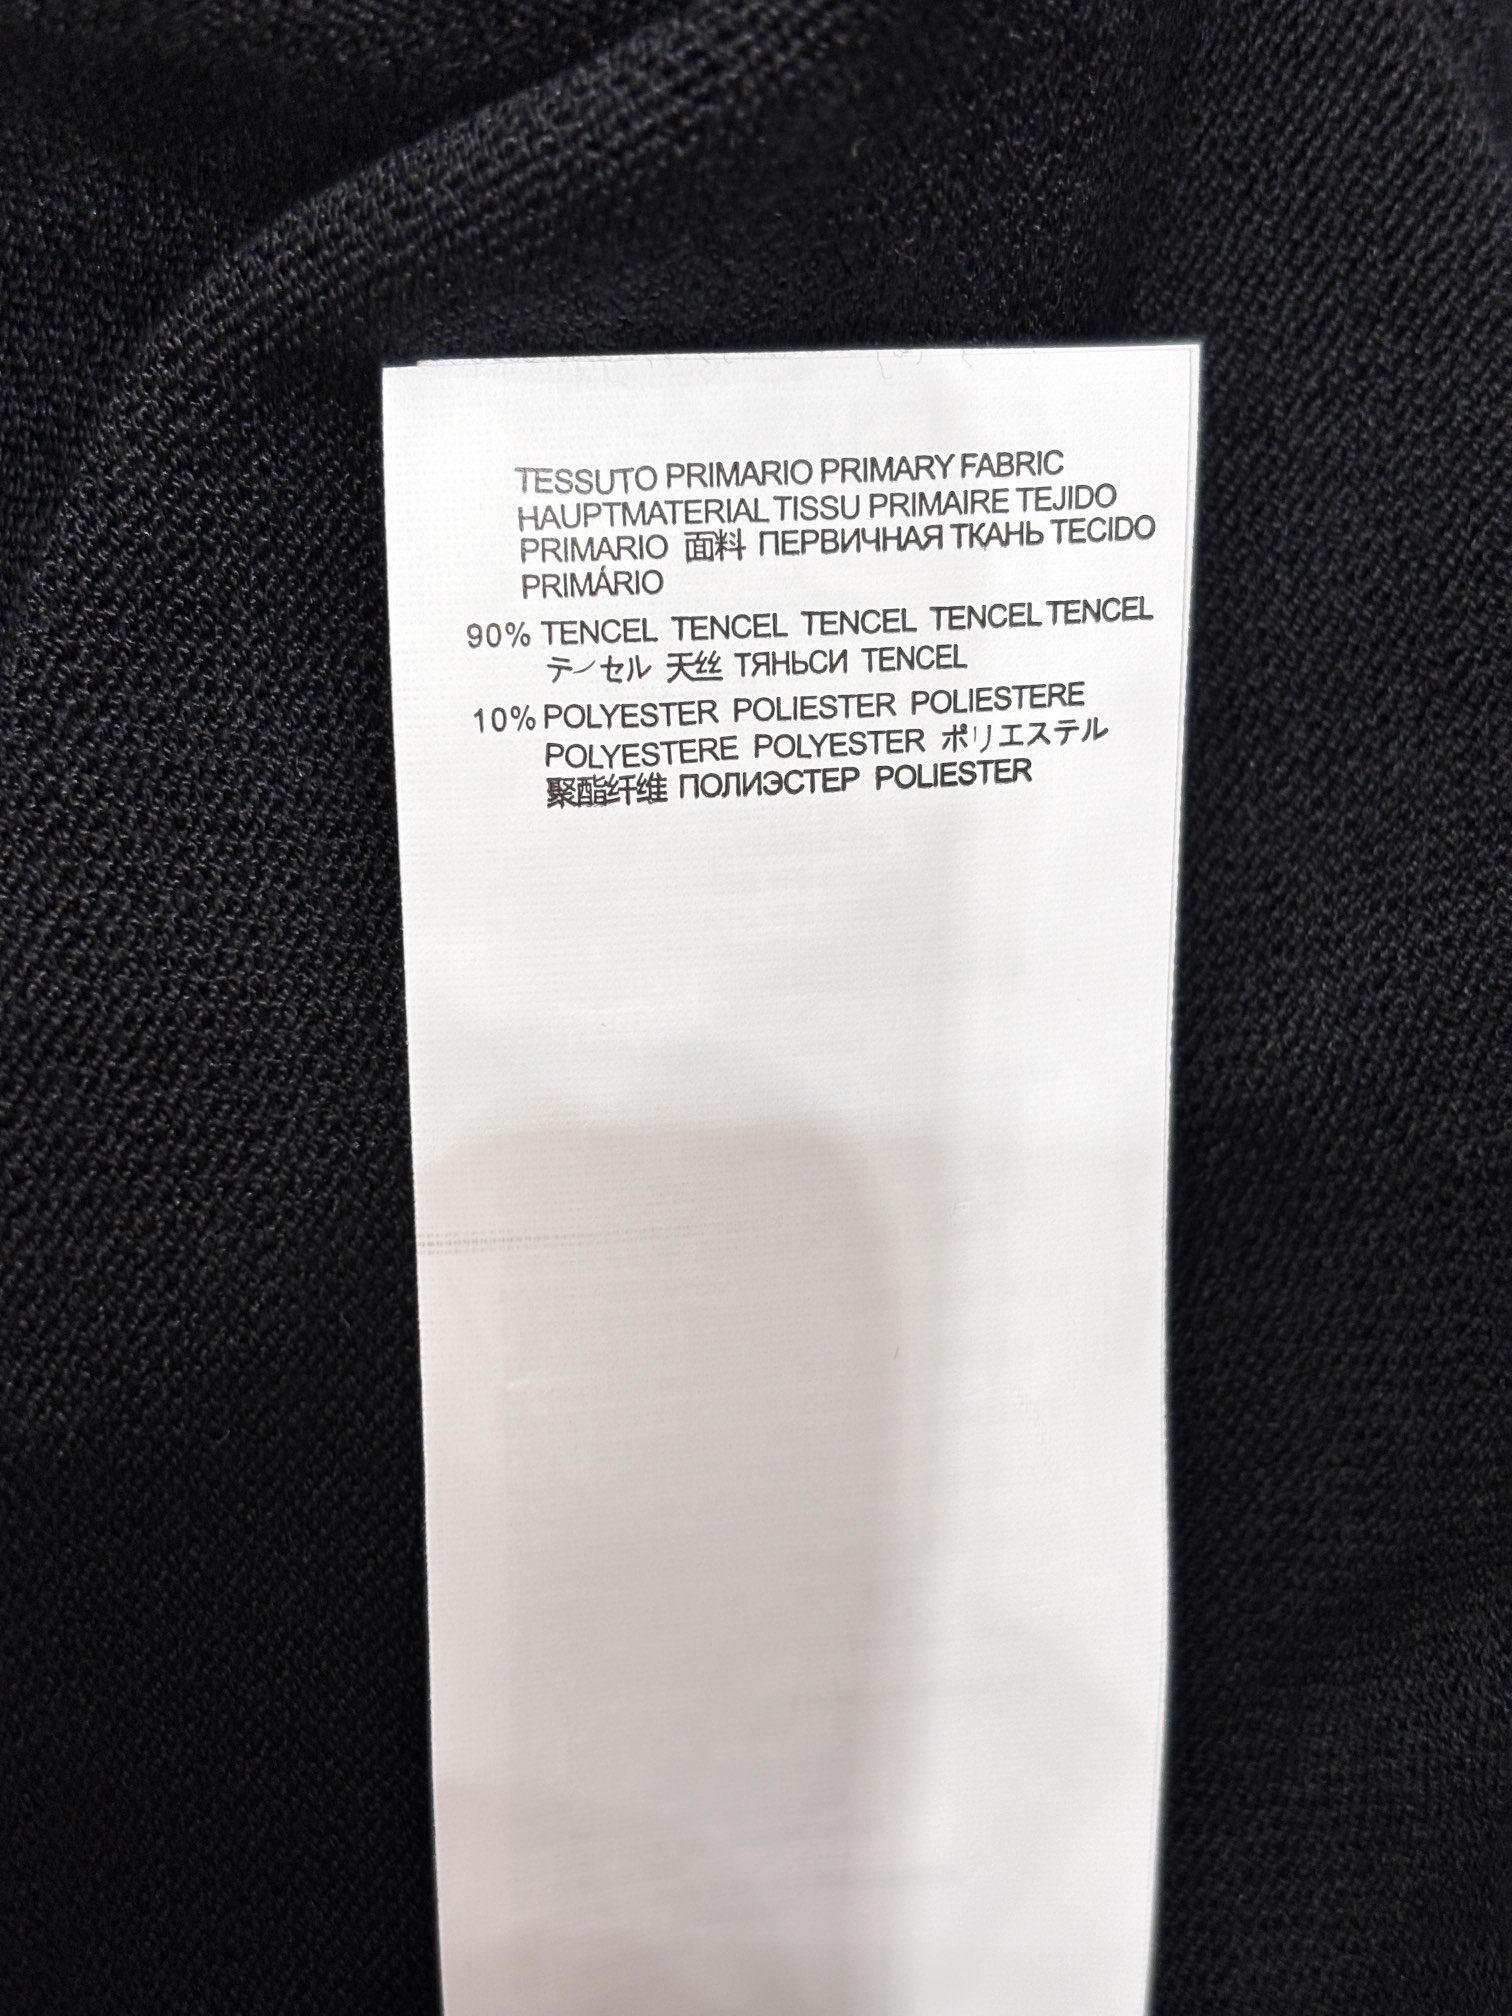 TESSUTO PRIMARIO PRIMARY FABRIC
HAUPTMATERIAL TISSU PRIMAIRE TEJIDO
PRIMARIO 面料 ПЕРВИЧНАЯ ТКАНЬ TECIDO
PRIMÁRIO
90% TENCEL TENCEL TENCEL TENCEL TENCEL
テノセル 天丝 ТЯНЬСИ TENCEL
10% POLYESTER POLIESTER POLIESTERE
POLYESTERE POLYESTER ポリエステル
聚酯纤维 ПОЛИЭСТЕР POLIESTER